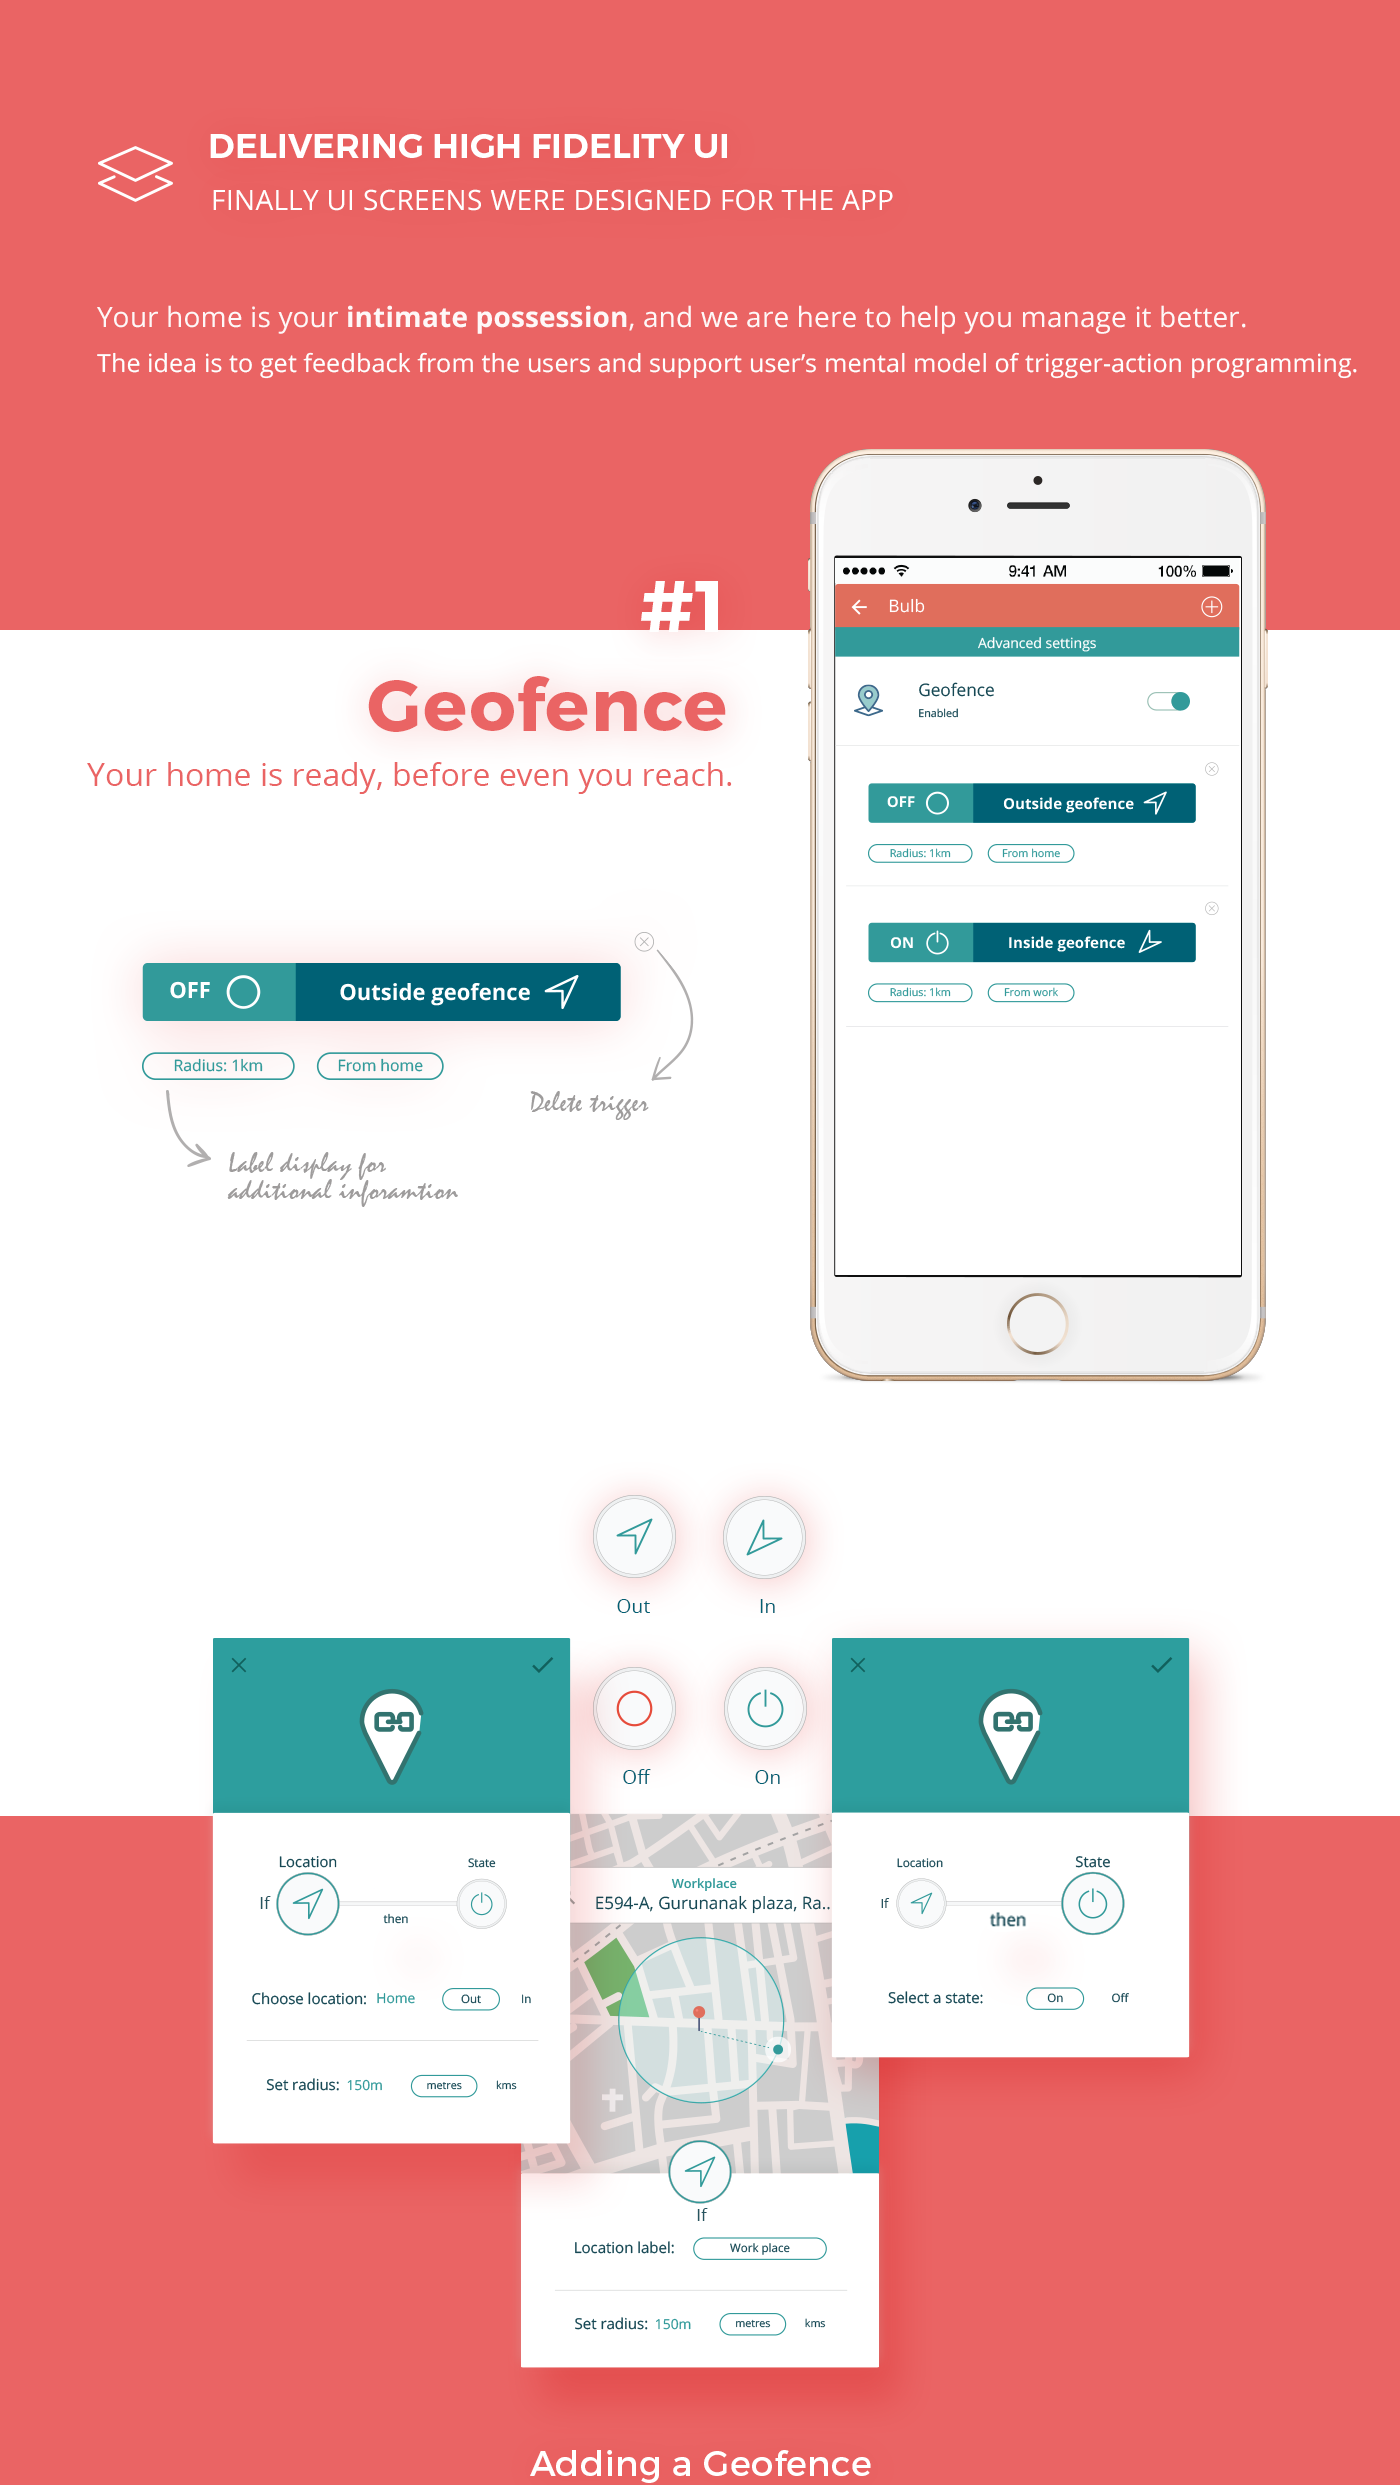 DELIVERING HIGH FIDELITY UI
FINALLY UI SCREENS WERE DESIGNED FOR THE APP
Your home is your intimate possession, and we are here to help you manage it better.
The idea is to get feedback from the users and support user's mental model of trigger-action programming.
#1
Geofence
Your home is ready, before even you reach.
OFF Outside geofence
Radius: 1km From home
Delete trigger
Label display for
additional inforamtion
9:41 AM 100%
Bulb
Advanced settings
Geofence
Enabled
OFF Outside geofence
Radius: 1km From home
ON Inside geofence
Radius: 1km From work
Out In
Off On
Location State
If then
Choose location: Home Out In
Set radius: 150m metres kms
Workplace
E594-A, Gurunanak plaza, Ra..
If
Location label: Work place
Set radius: 150m metres kms
Location State
If then
Select a state: On Off
Adding a Geofence